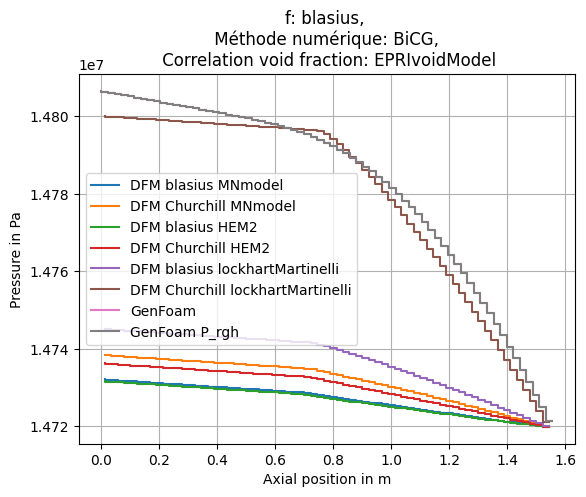 f: blasius,
Méthode numérique: BiCG,
Correlation void fraction: EPRIvoidModel
1e7
1.480
1.478
1.476
1.474
1.472
Pressure in Pa
DFM blasius MNmodel
DFM Churchill MNmodel
DFM blasius HEM2
DFM Churchill HEM2
DFM blasius lockhartMartinelli
DFM Churchill lockhartMartinelli
GenFoam
GenFoam P_rgh
0.0 0.2 0.4 0.6 0.8 1.0 1.2 1.4 1.6
Axial position in m